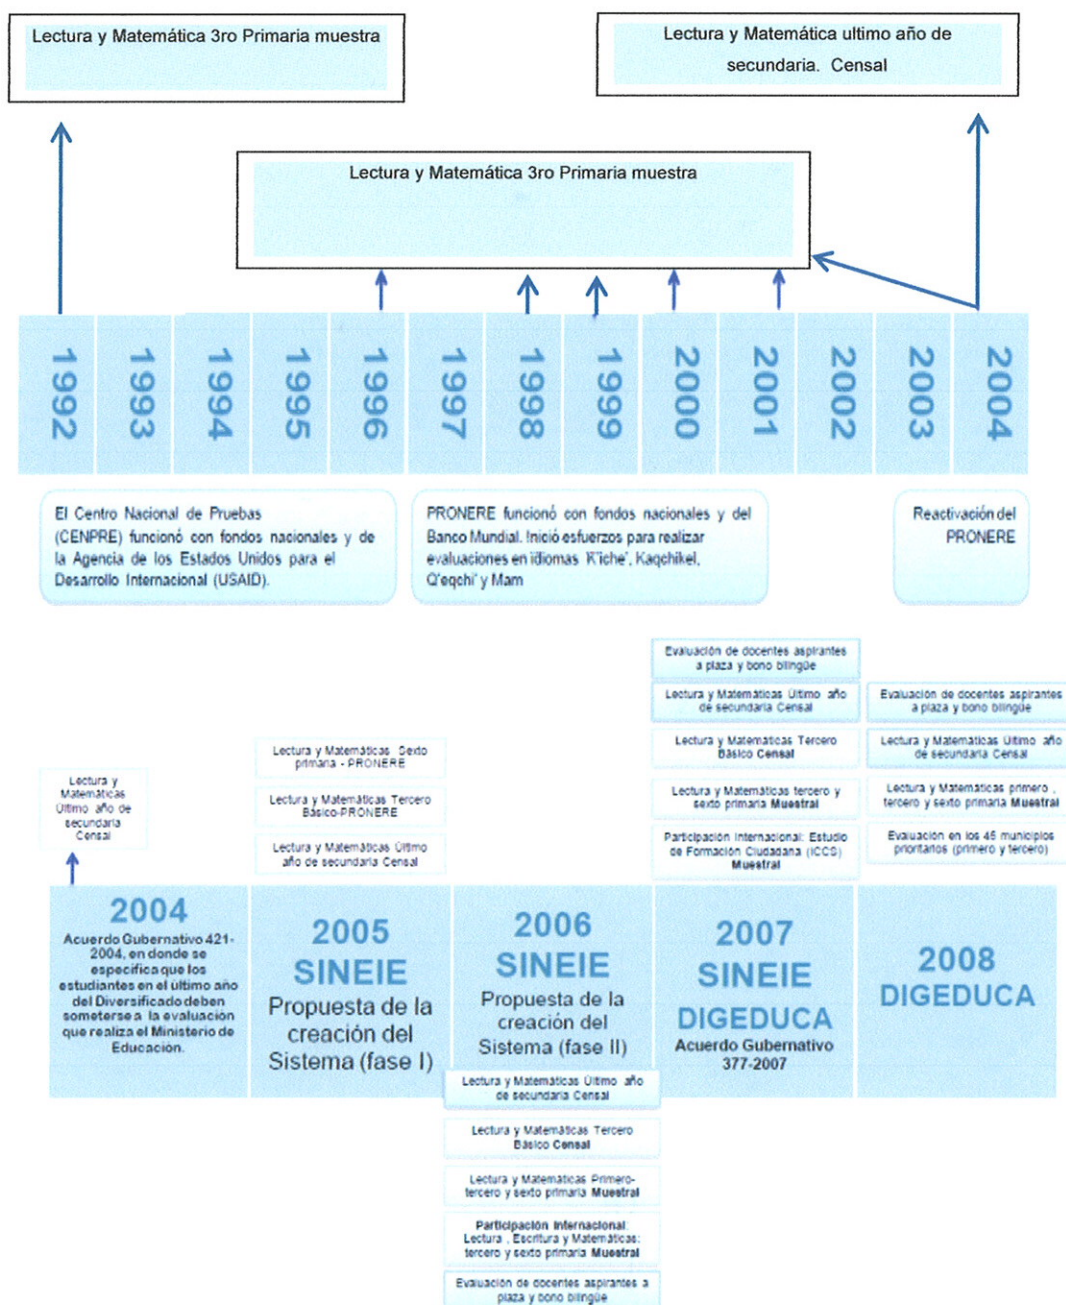 Lectura y Matemática 3ro Primaria muestra
Lectura y Matemática ultimo año de
secundaria. Censal
Lectura y Matemática 3ro Primaria muestra
1992
1993
1994
1995
1996
1997
1998
1999
2000
2001
2002
2003
2004
El Centro Nacional de Pruebas
(CENPRE) funcionó con fondos nacionales y de
la Agencia de los Estados Unidos para el
Desarrollo Internacional (USAID).
PRONERE funcionó con fondos nacionales y del
Banco Mundial. Inició esfuerzos para realizar
evaluaciones en idiomas K'iche', Kaqchikel,
Q'eqchi' y Mam
Reactivación del
PRONERE
Lectura y
Matemáticas
Último año de
secundaria
Censal
Lectura y Matemáticas Sexto
primaria - PRONERE
Lectura y Matemáticas Tercero
Básico-PRONERE
Lectura y Matemáticas Último
año de secundaria Censal
Evaluación de docentes aspirantes
a plaza y bono bilingüe
Lectura y Matemáticas Último año
de secundaria Censal
Lectura y Matemáticas Tercero
Básico Censal
Lectura y Matemáticas tercero y
sexto primaria Muestral
Participación Internacional: Estudio
de Formación Ciudadana (ICCS)
Muestral
Evaluación de docentes aspirantes
a plaza y bono bilingüe
Lectura y Matemáticas Último año
de secundaria Censal
Lectura y Matemáticas primero ,
tercero y sexto primaria Muestral
Evaluación en los 45 municipios
prioritarios (primero y tercero)
2004
Acuerdo Gubernativo 421-
2004, en donde se
especifica que los
estudiantes en el último año
del Diversificado deben
someterse a la evaluación
que realiza el Ministerio de
Educación.
2005
SINEIE
Propuesta de la
creación del
Sistema (fase I)
2006
SINEIE
Propuesta de la
creación del
Sistema (fase II)
2007
SINEIE
DIGEDUCA
Acuerdo Gubernativo
377-2007
2008
DIGEDUCA
Lectura y Matemáticas Último año
de secundaria Censal
Lectura y Matemáticas Tercero
Básico Censal
Lectura y Matemáticas Primero-
tercero y sexto primaria Muestral
Participación Internacional:
Lectura , Escritura y Matemáticas:
tercero y sexto primaria Muestral
Evaluación de docentes aspirantes a
plaza y bono bilingüe